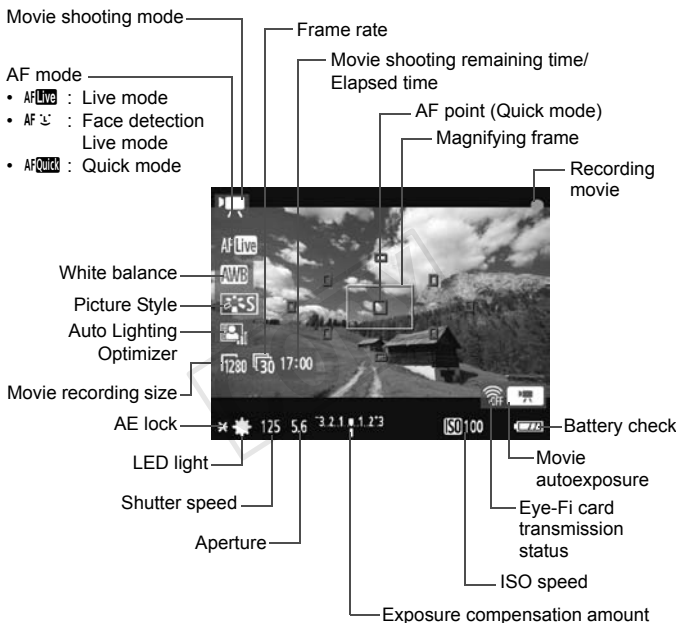 Movie shooting mode
Frame rate
Movie shooting remaining time/
Elapsed time
AF mode
• AF Live : Live mode
• AF : Face detection
Live mode
• AF Quick : Quick mode
AF point (Quick mode)
Magnifying frame
Recording
movie
AF Live
White balance
AWB
Picture Style
S
Auto Lighting
Optimizer
Movie recording size
1280 30 17:00
OFF
AE lock
125 5.6 -3..2..1 1..2..+3 ISO 100
Battery check
LED light
Movie
autoexposure
Shutter speed
Eye-Fi card
transmission
status
Aperture
ISO speed
Exposure compensation amount